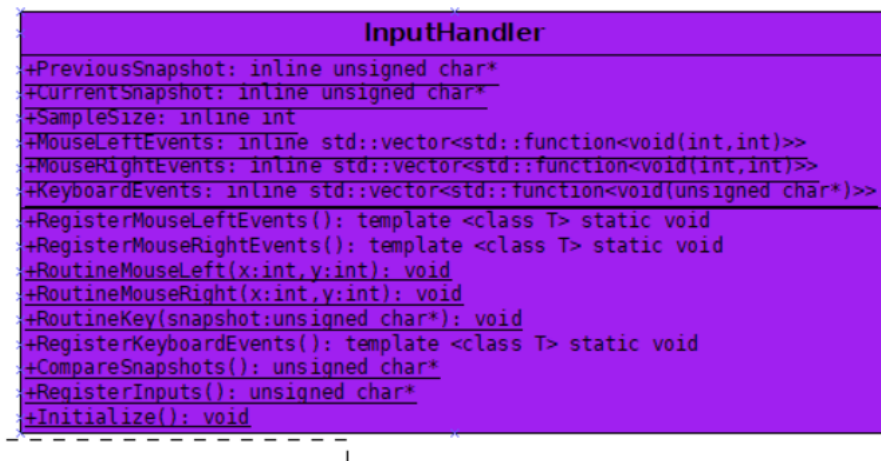 InputHandler
+PreviousSnapshot: inline unsigned char*
+CurrentSnapshot: inline unsigned char*
+SampleSize: inline int
+MouseLeftEvents: inline std::vector<std::function<void(int,int)>>
+MouseRightEvents: inline std::vector<std::function<void(int,int)>>
+KeyboardEvents: inline std::vector<std::function<void(unsigned char*)>>
+RegisterMouseLeftEvents(): template <class T> static void
+RegisterMouseRightEvents(): template <class T> static void
+RoutineMouseLeft(x:int,y:int): void
+RoutineMouseRight(x:int,y:int): void
+RoutineKey(snapshot:unsigned char*): void
+RegisterKeyboardEvents(): template <class T> static void
+CompareSnapshots(): unsigned char*
+RegisterInputs(): unsigned char*
+Initialize(): void